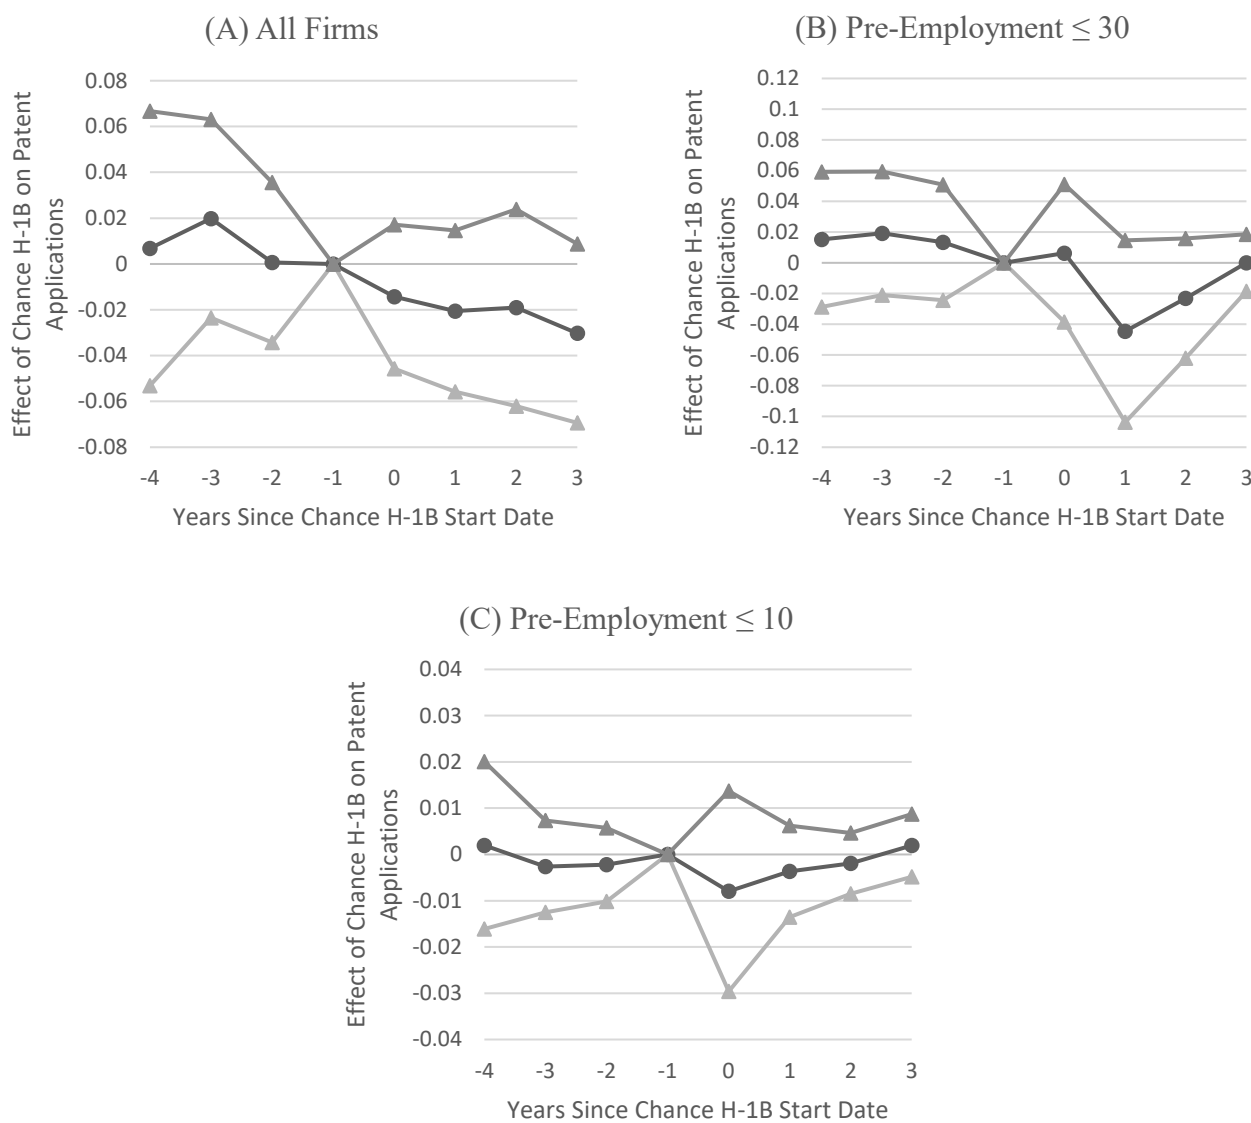 (A) All Firms
Effect of Chance H-1B on Patent
Applications
0.08
0.06
0.04
0.02
0
-0.02
-0.04
-0.06
-0.08
-4 -3 -2 -1 0 1 2 3
Years Since Chance H-1B Start Date
(B) Pre-Employment ≤ 30
Effect of Chance H-1B on Patent
Applications
0.12
0.1
0.08
0.06
0.04
0.02
0
-0.02
-0.04
-0.06
-0.08
-0.1
-0.12
-4 -3 -2 -1 0 1 2 3
Years Since Chance H-1B Start Date
(C) Pre-Employment ≤ 10
Effect of Chance H-1B on Patent
Applications
0.04
0.03
0.02
0.01
0
-0.01
-0.02
-0.03
-0.04
-4 -3 -2 -1 0 1 2 3
Years Since Chance H-1B Start Date